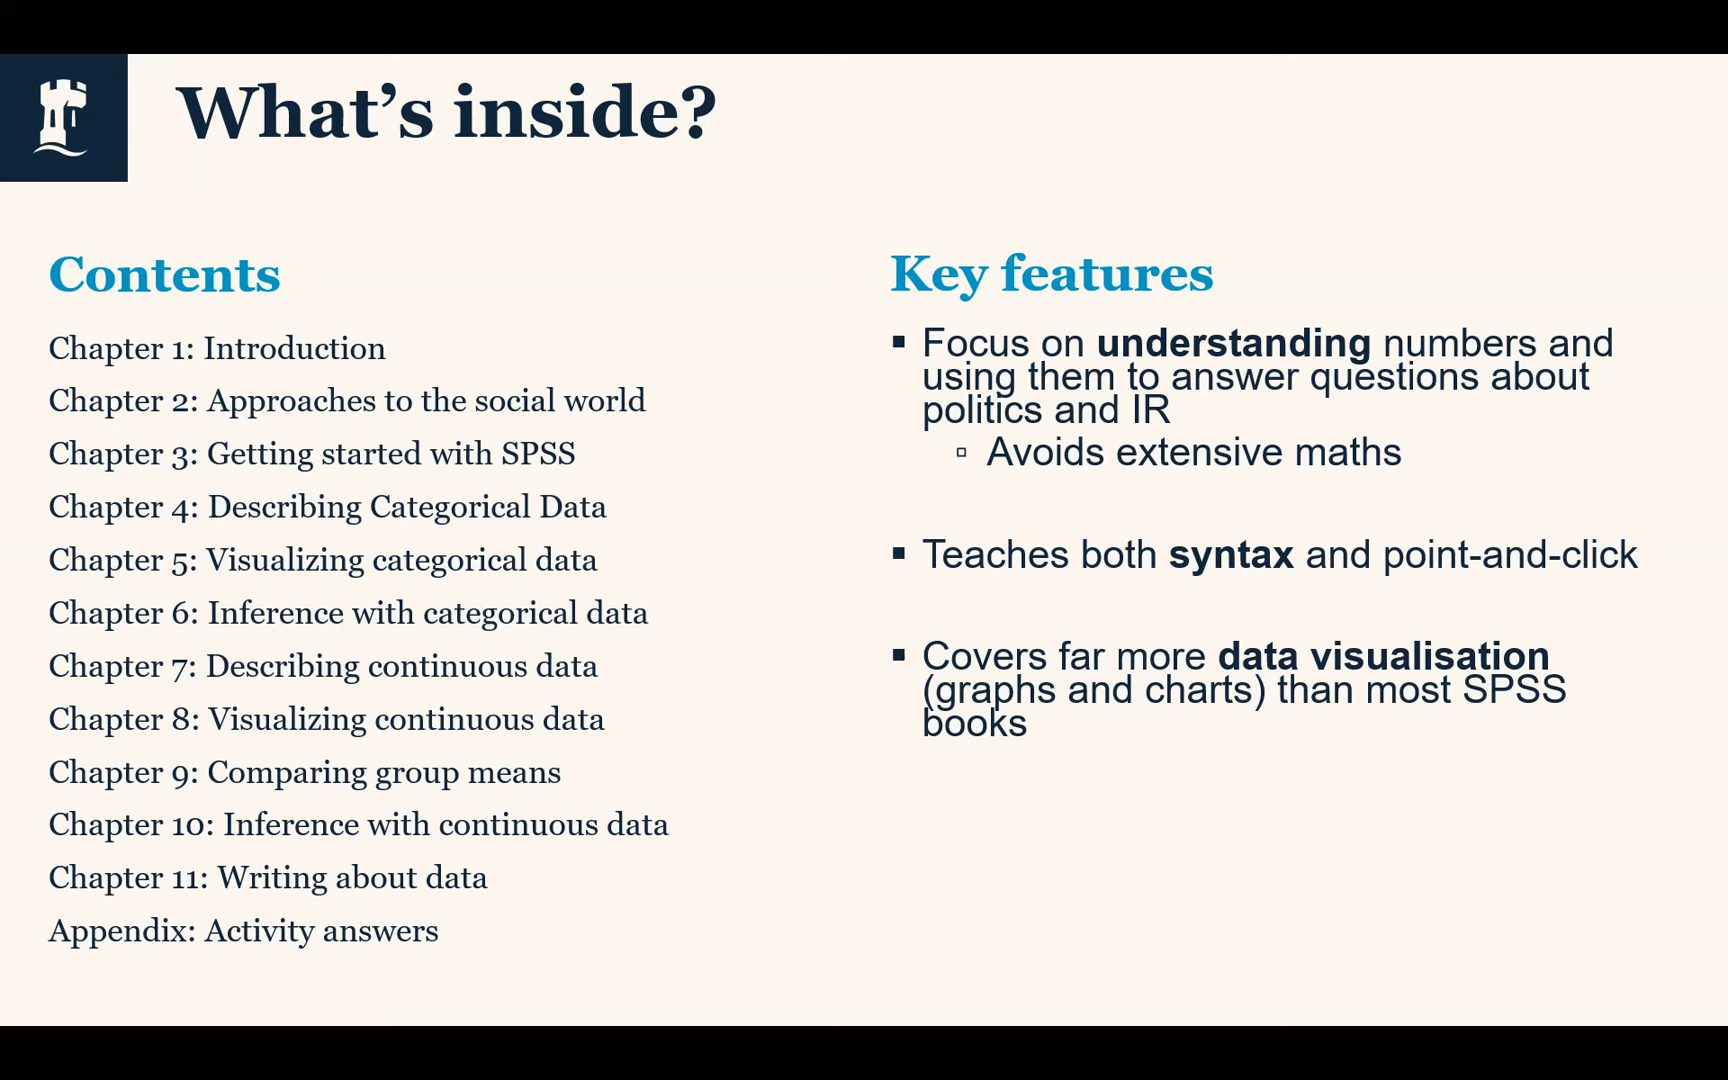 What’s inside?
Contents
Chapter 1: Introduction
Chapter 2: Approaches to the social world
Chapter 3: Getting started with SPSS
Chapter 4: Describing Categorical Data
Chapter 5: Visualizing categorical data
Chapter 6: Inference with categorical data
Chapter 7: Describing continuous data
Chapter 8: Visualizing continuous data
Chapter 9: Comparing group means
Chapter 10: Inference with continuous data
Chapter 11: Writing about data
Appendix: Activity answers
Key features
▪ Focus on understanding numbers and
using them to answer questions about
politics and IR
▫ Avoids extensive maths
▪ Teaches both syntax and point-and-click
▪ Covers far more data visualisation
(graphs and charts) than most SPSS
books